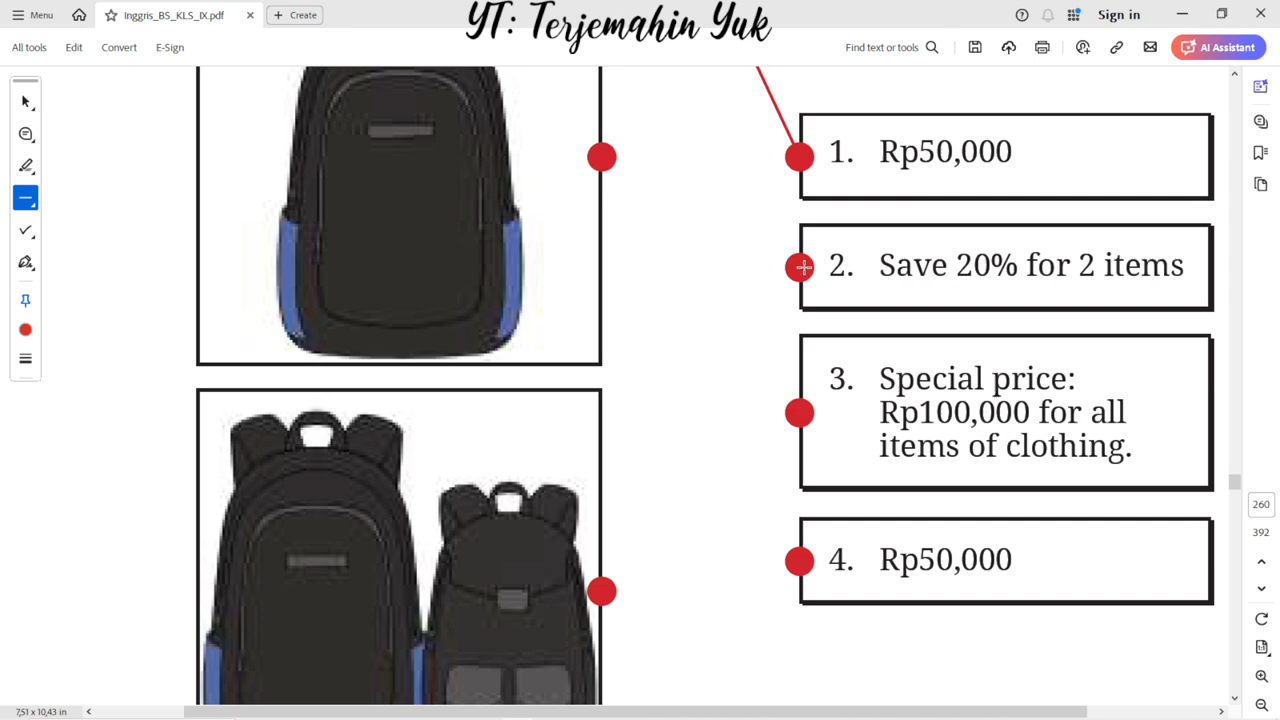 Menu
Inggris_BS_KLS_IX.pdf
Create
YT: Terjemahin Yuk
Sign in
All tools
Edit
Convert
E-Sign
Find text or tools
AI Assistant
1. Rp50,000
2. Save 20% for 2 items
3. Special price:
Rp100,000 for all
items of clothing.
4. Rp50,000
260
392
7,51 x 10,43 in